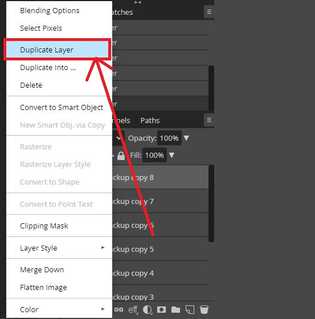 Blending Options
atches
Select Pixels
er
Duplicate Layer
er
Duplicate Into ...
er
Delete
er
Convert to Smart Object
er
New Smart Obj. via Copy
nnels
Paths
Rasterize
Opacity: 100%
Rasterize Layer Style
Fill: 100%
Convert to Shape
ckup copy 8
Convert to Point Text
ckup copy 7
Clipping Mask
ckup copy 6
Layer Style
ckup copy 5
Merge Down
ckup copy 4
Flatten Image
ckup copy 3
Color
eff